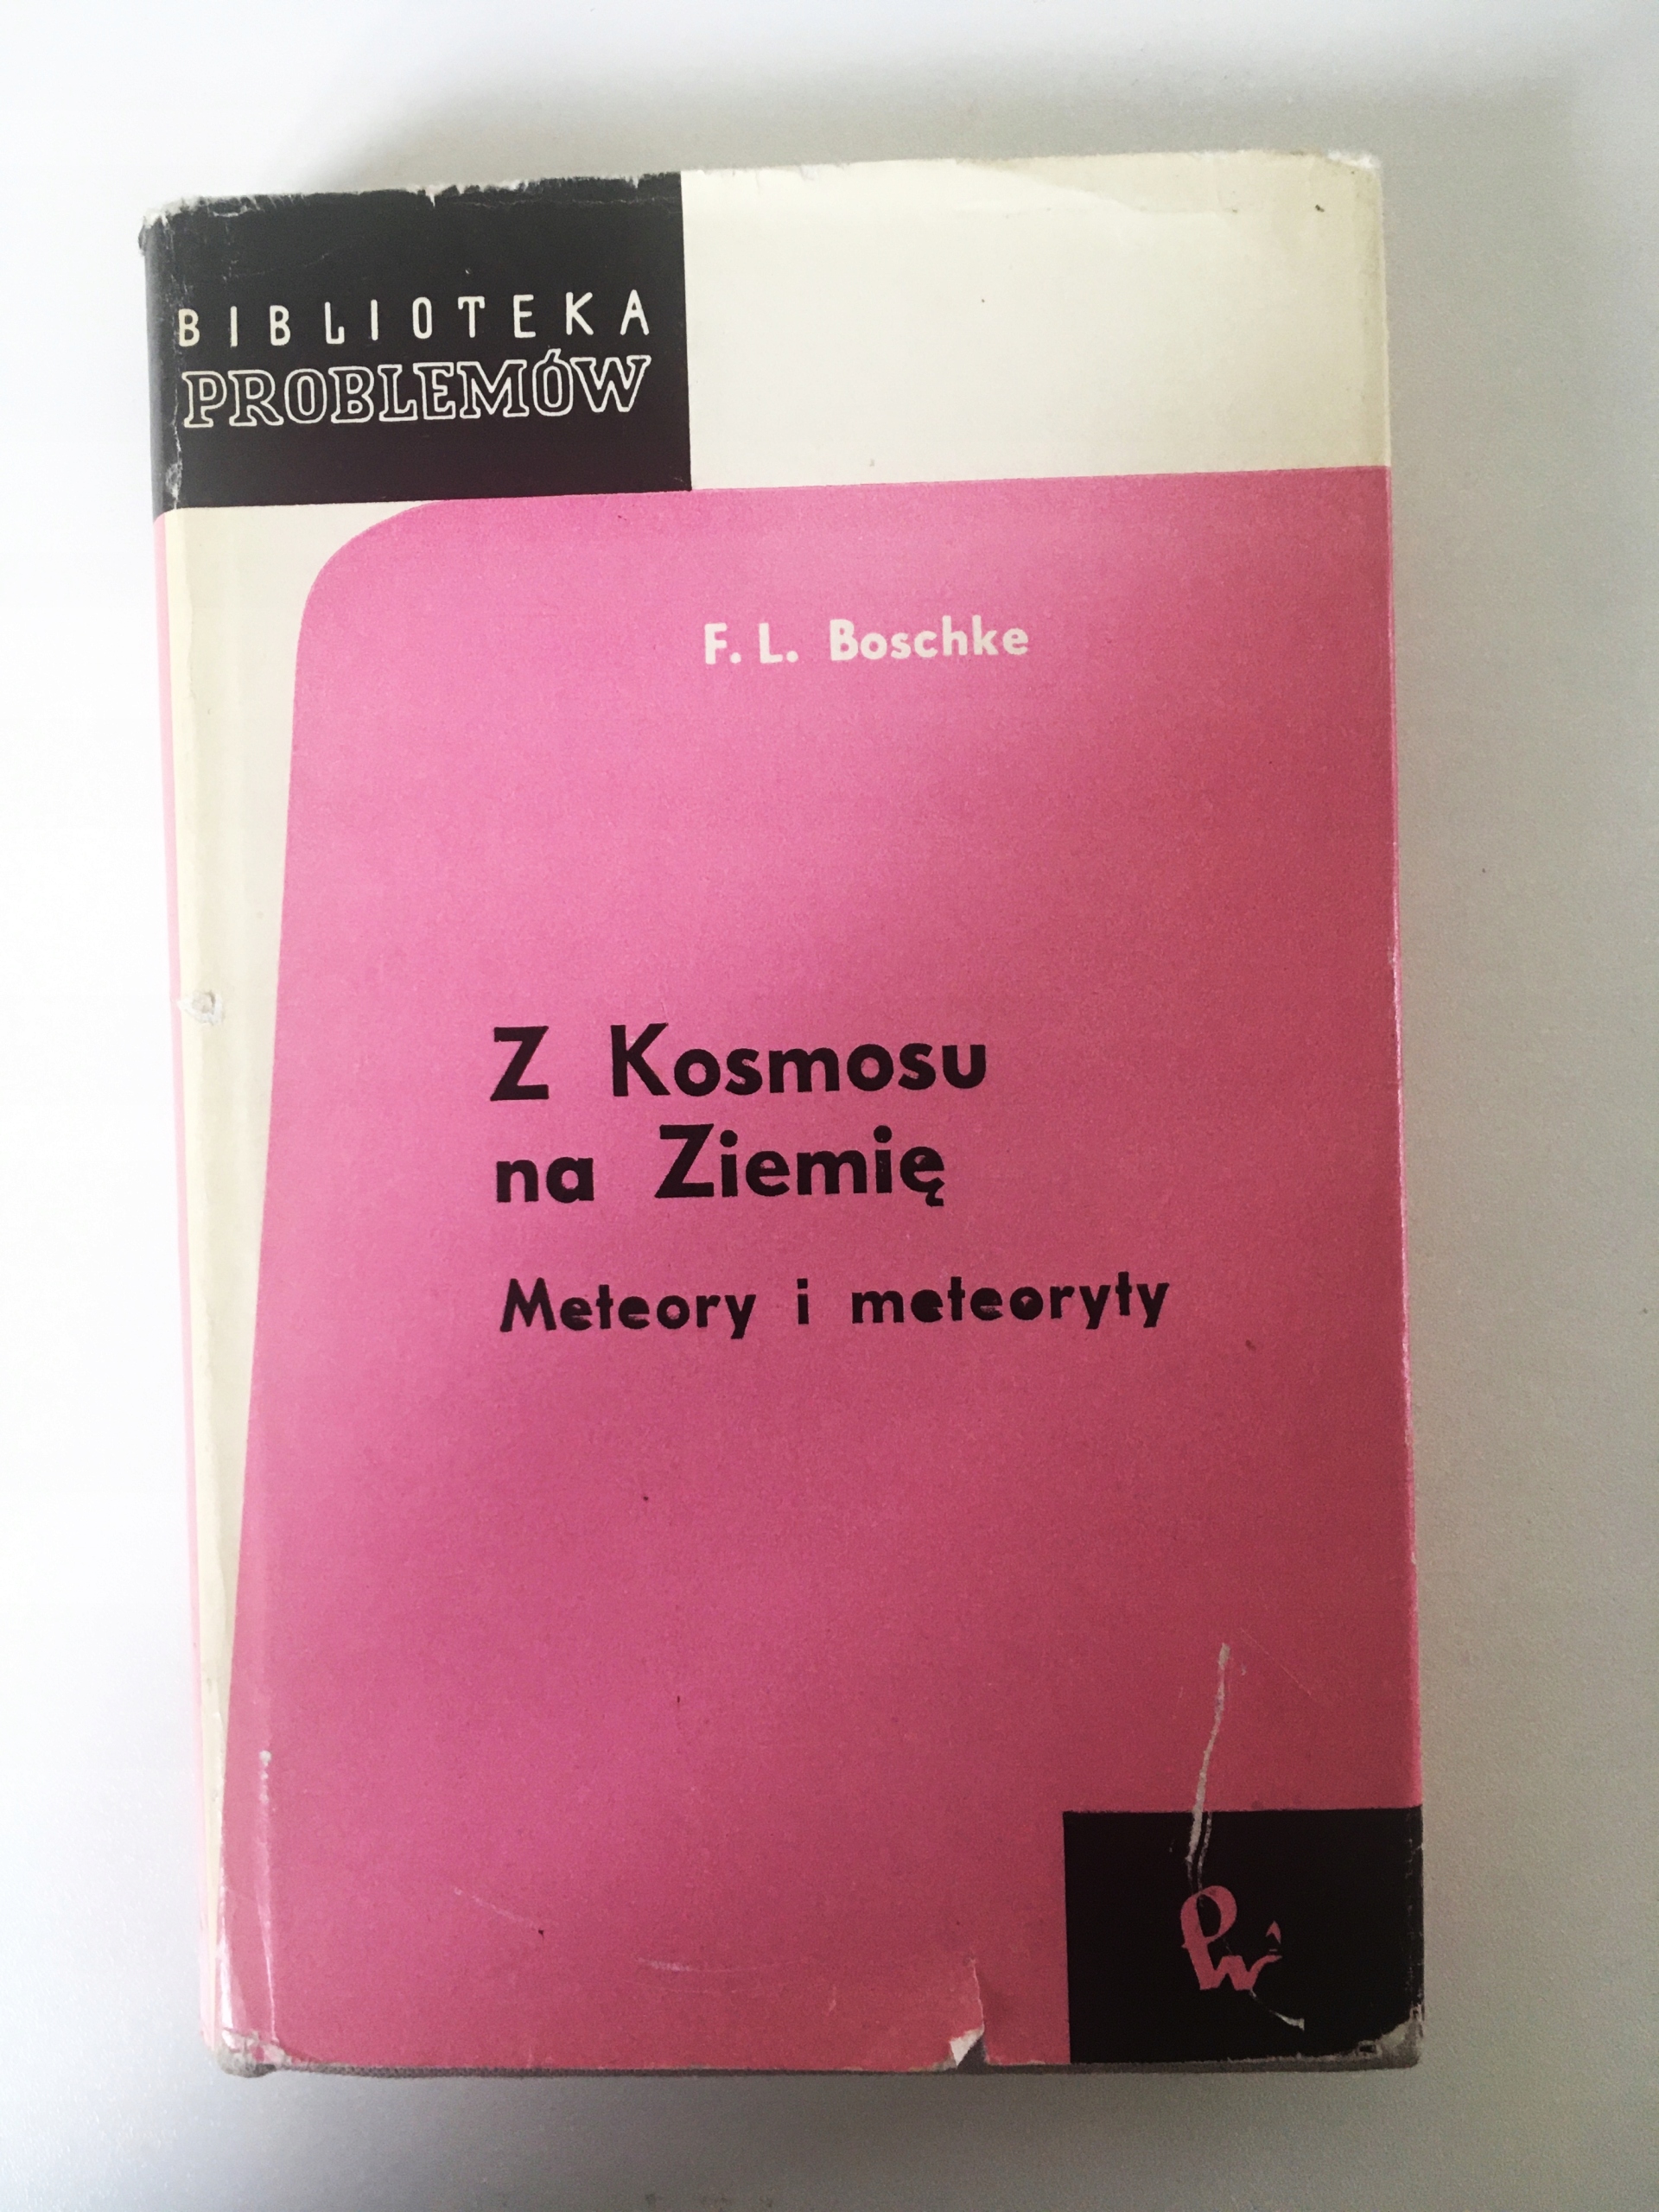 BIBLIOTEKA
PROBLEMÓW
F. L. Boschke
Z Kosmosu
na Ziemię
Meteory i meteoryty